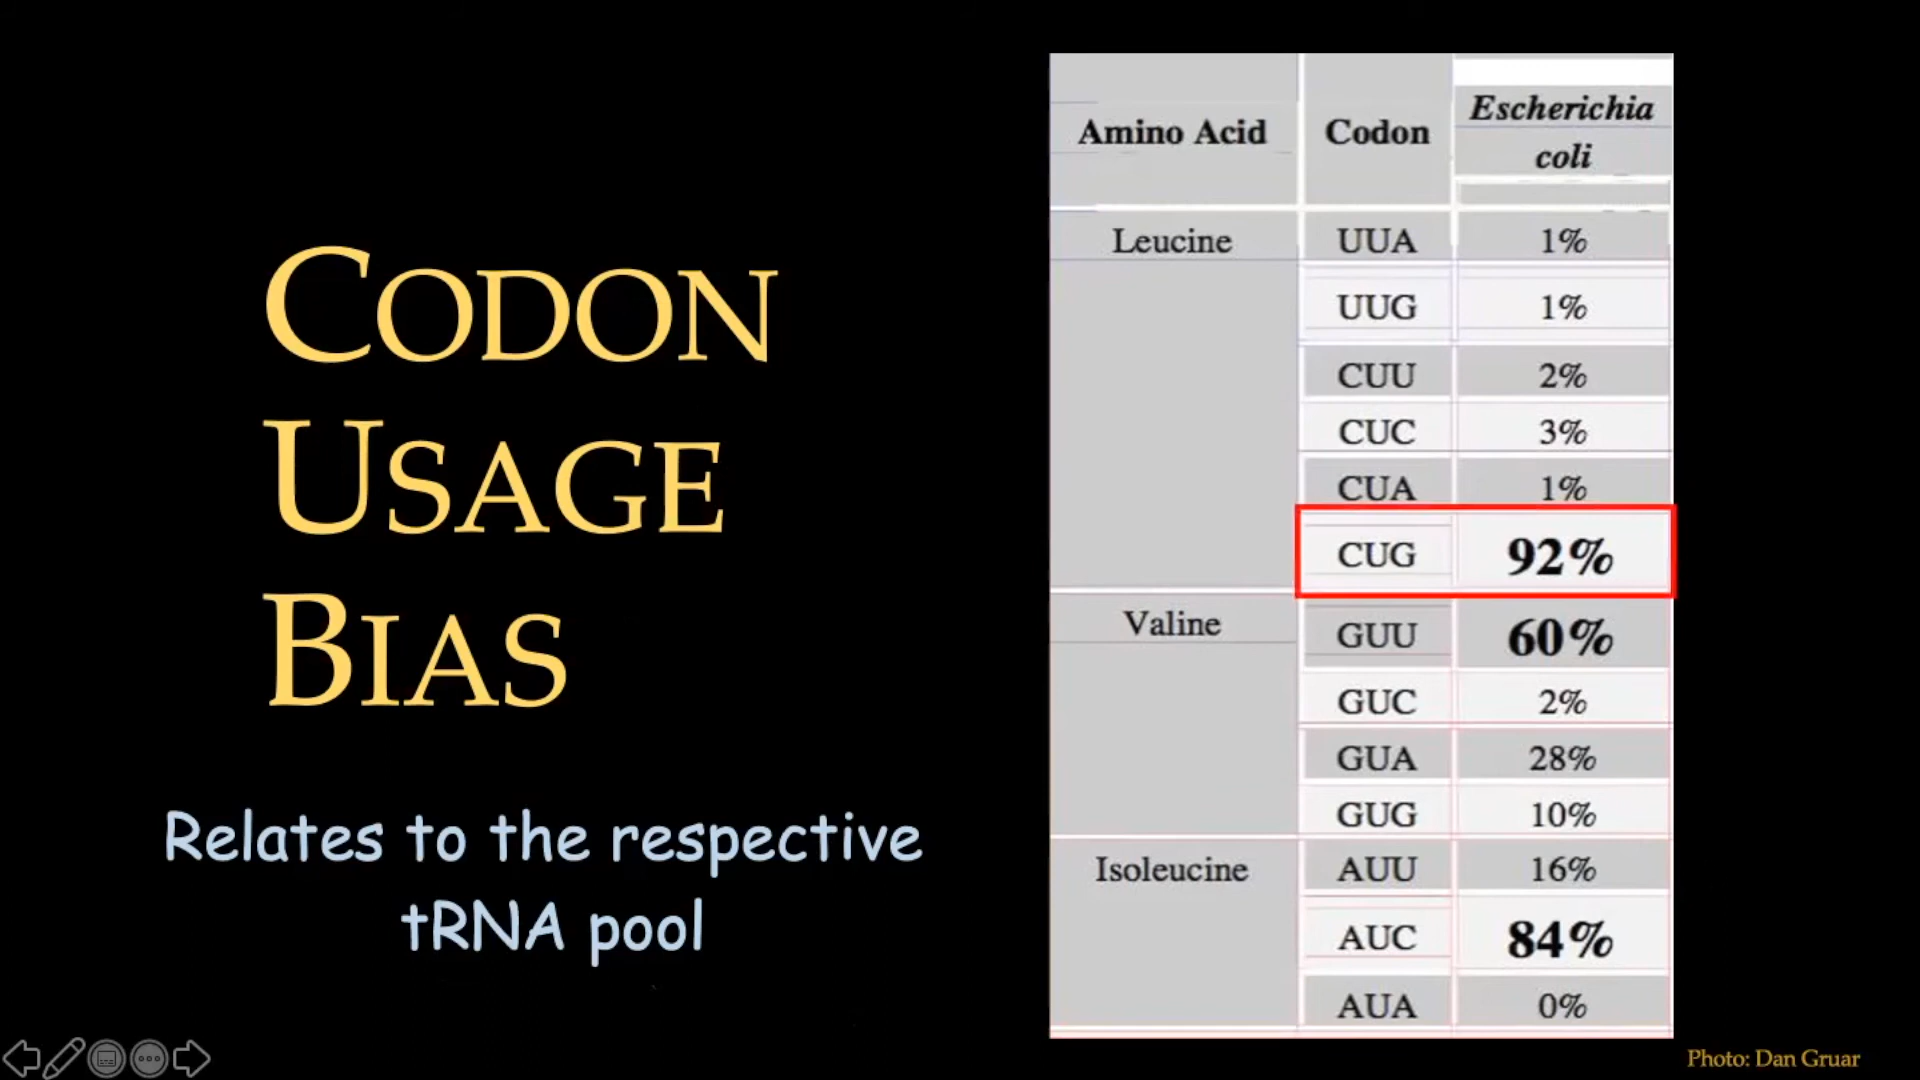 CODON
USAGE
BIAS
Relates to the respective
tRNA pool
Amino Acid Codon Escherichia
coli
Leucine UUA 1%
UUG 1%
CUU 2%
CUC 3%
CUA 1%
CUG 92%
Valine GUU 60%
GUC 2%
GUA 28%
GUG 10%
Isoleucine AUU 16%
AUC 84%
AUA 0%
Photo: Dan Gruar